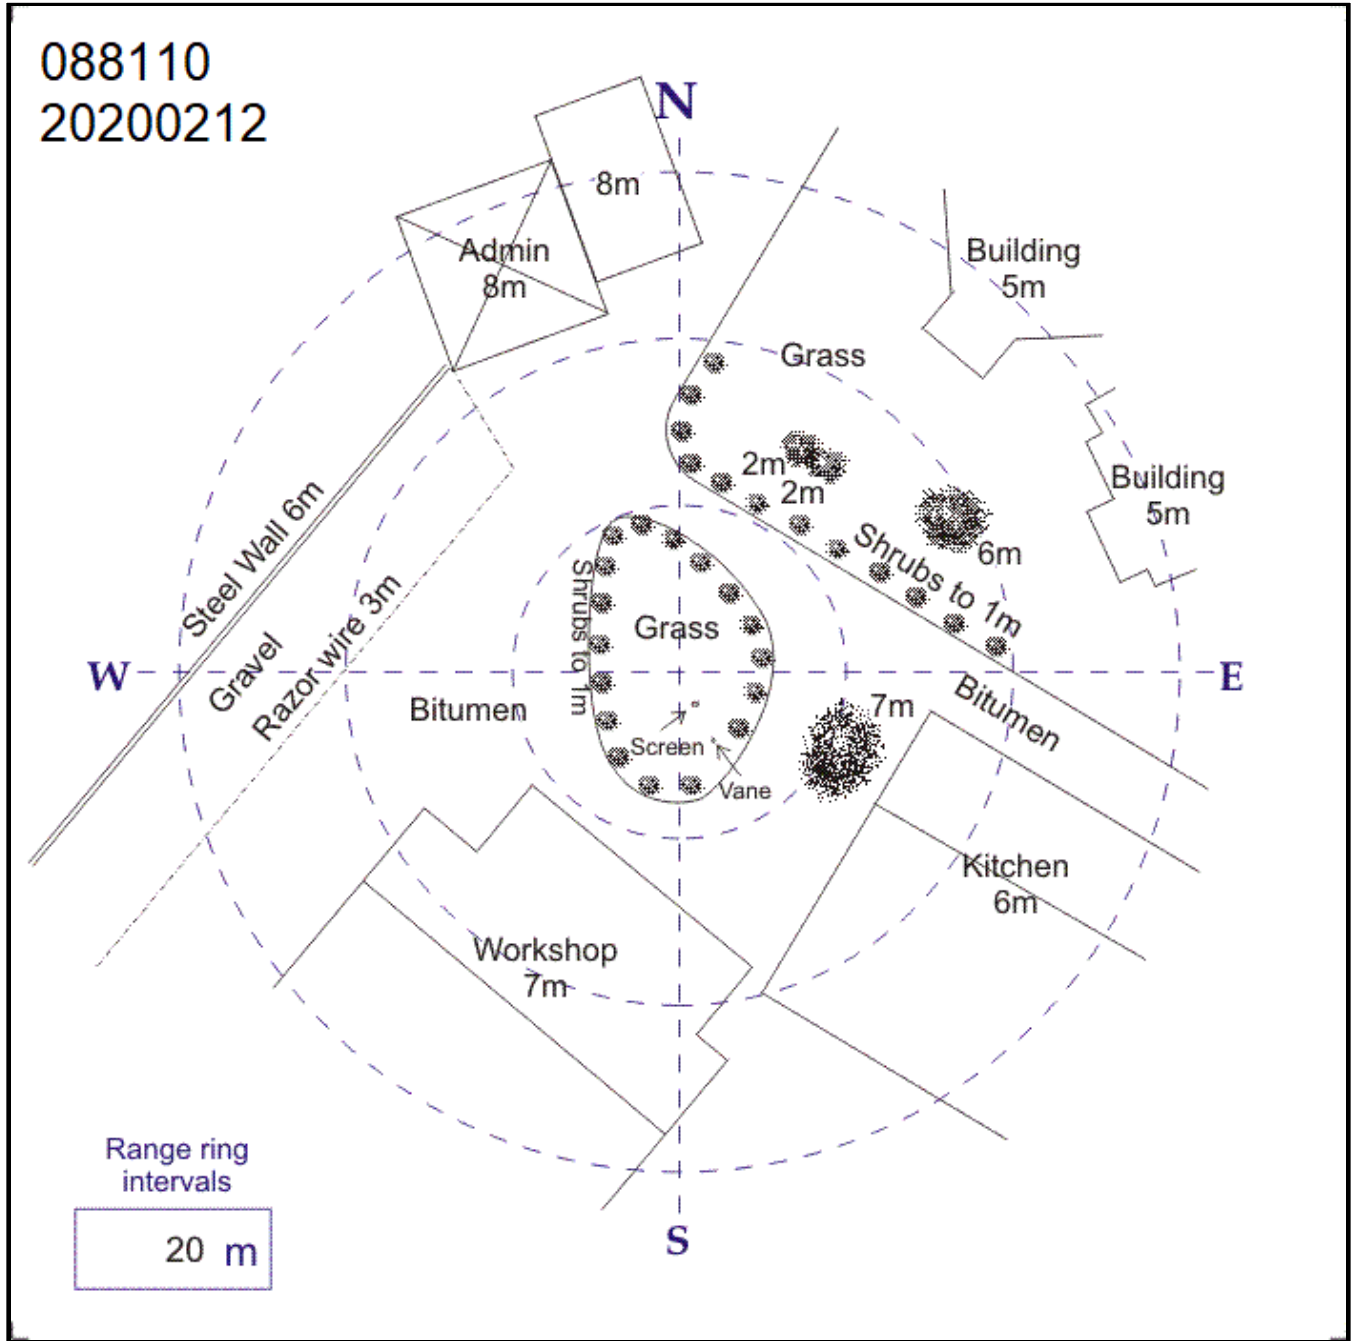 088110
20200212
N
8m
Admin
8m
Building
5m
Grass
2m
2m
Building
5m
6m
Shrubs to 1m
Steel Wall 6m
Gravel
Razor wire 3m
Shrubs to 1m
Grass
W
E
Bitumen
7m
Bitumen
Screen
Vane
Kitchen
6m
Workshop
7m
Range ring
intervals
20 m
S